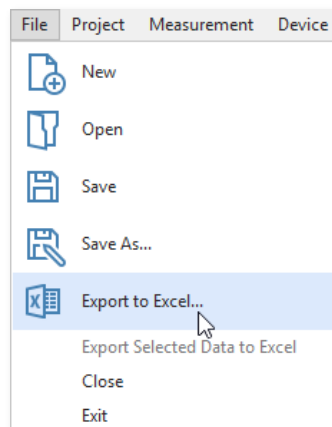 File Project Measurement Device
New
Open
Save
Save As...
Export to Excel...
Export Selected Data to Excel
Close
Exit